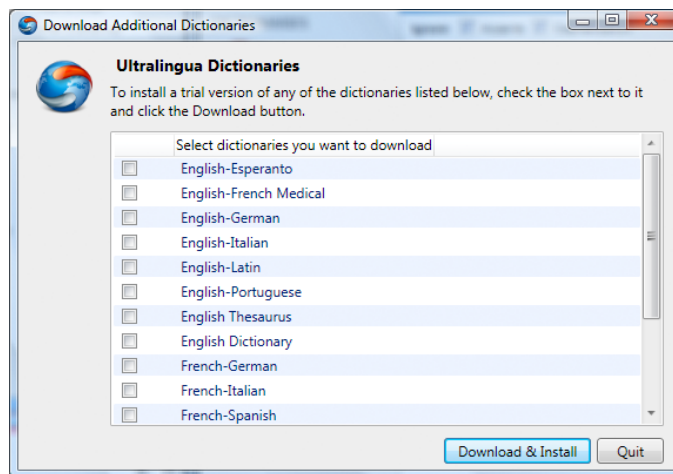 Download Additional Dictionaries
Ultralingua Dictionaries
To install a trial version of any of the dictionaries listed below, check the box next to it
and click the Download button.
Select dictionaries you want to download
English-Esperanto
English-French Medical
English-German
English-Italian
English-Latin
English-Portuguese
English Thesaurus
English Dictionary
French-German
French-Italian
French-Spanish
Download & Install
Quit